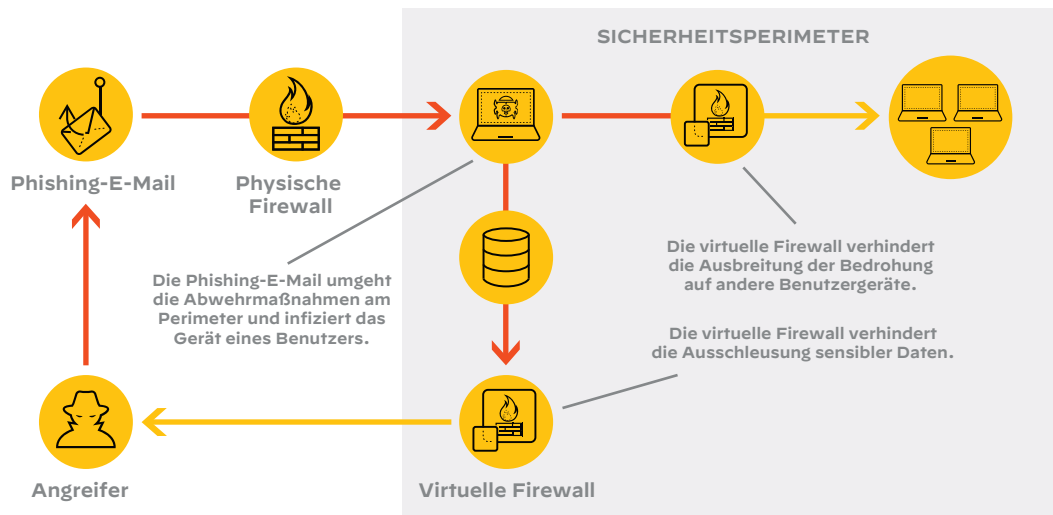 SICHERHEITSPERIMETER
Phishing-E-Mail
Physische
Firewall
Die Phishing-E-Mail umgeht
die Abwehrmaßnahmen am
Perimeter und infiziert das
Gerät eines Benutzers.
Die virtuelle Firewall verhindert
die Ausbreitung der Bedrohung
auf andere Benutzergeräte.
Die virtuelle Firewall verhindert
die Ausschleusung sensibler Daten.
Angreifer
Virtuelle Firewall